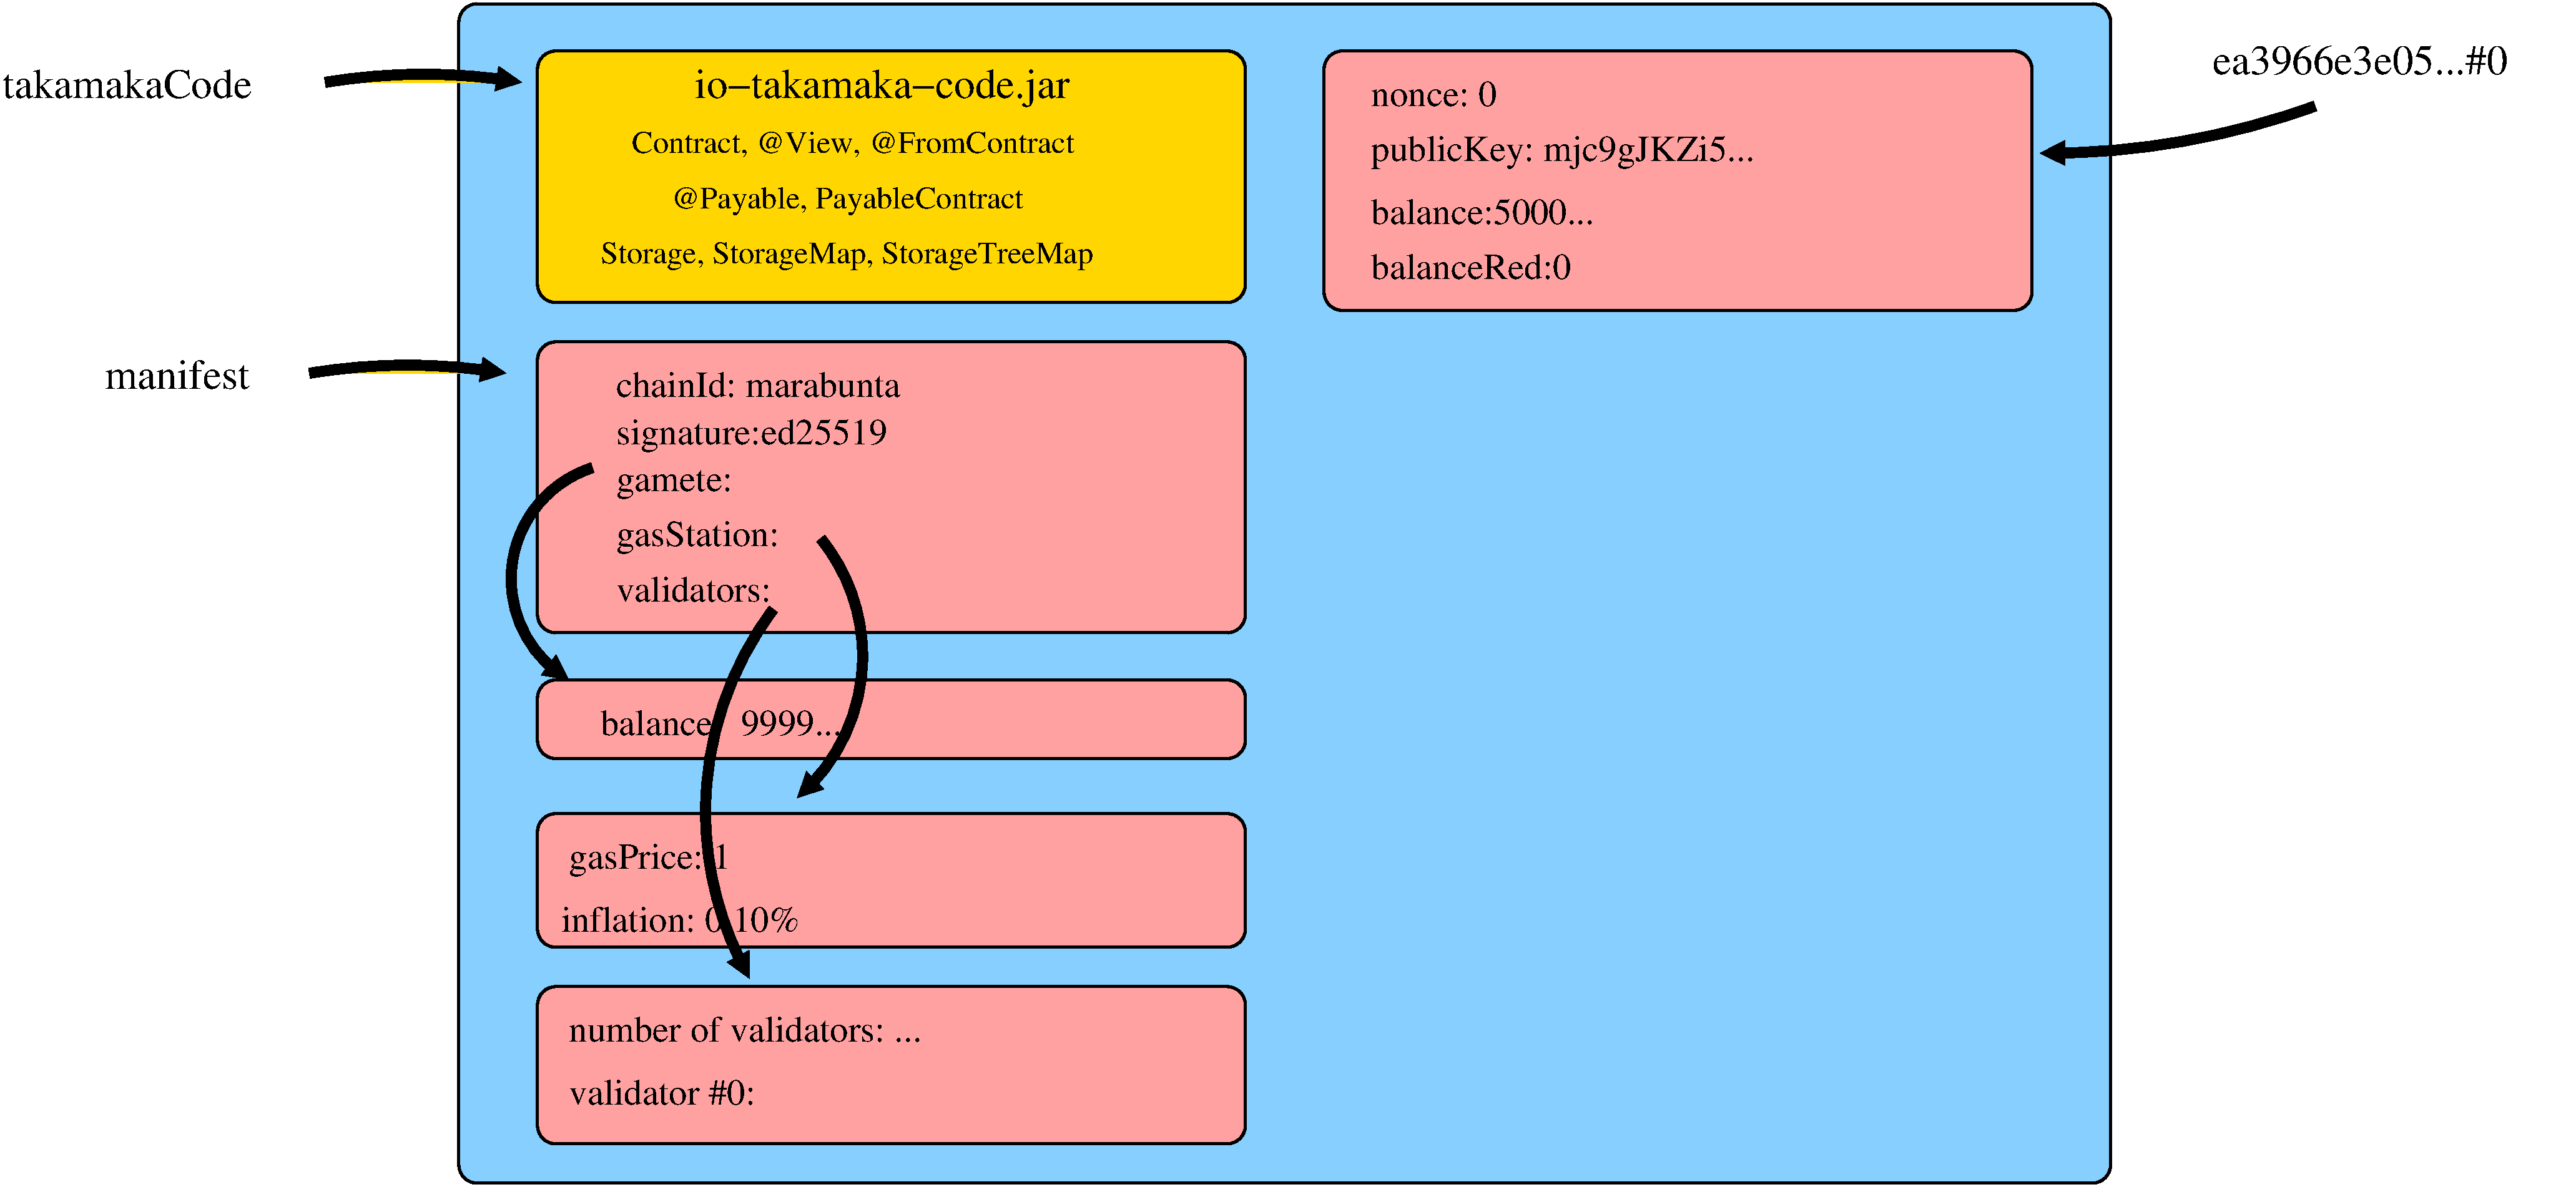 takamakaCode
io–takamaka–code.jar
Contract, @View, @FromContract
@Payable, PayableContract
Storage, StorageMap, StorageTreeMap
manifest
chainId: marabunta
signature:ed25519
gamete:
gasStation:
validators:
balance 9999...
gasPrice: 1
inflation: 0.10%
number of validators: ...
validator #0:
ea3966e3e05...#0
nonce: 0
publicKey: mjc9gJKZi5...
balance:5000...
balanceRed:0